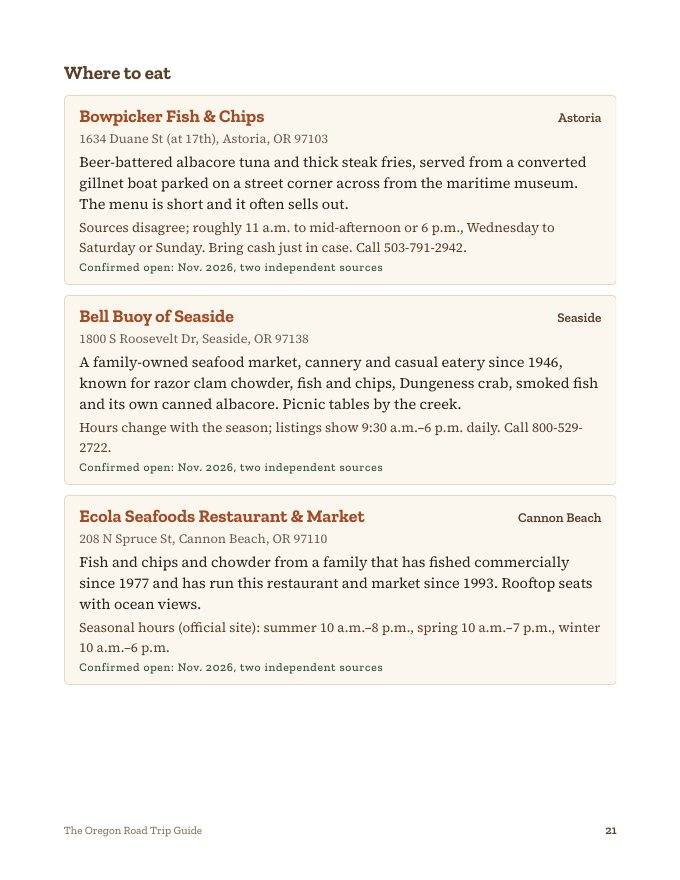 Where to eat
Bowpicker Fish & Chips
Astoria
1634 Duane St (at 17th), Astoria, OR 97103
Beer-battered albacore tuna and thick steak fries, served from a converted
gillnet boat parked on a street corner across from the maritime museum.
The menu is short and it often sells out.
Sources disagree; roughly 11 a.m. to mid-afternoon or 6 p.m., Wednesday to
Saturday or Sunday. Bring cash just in case. Call 503-791-2942.
Confirmed open: Nov. 2026, two independent sources
Bell Buoy of Seaside
Seaside
1800 S Roosevelt Dr, Seaside, OR 97138
A family-owned seafood market, cannery and casual eatery since 1946,
known for razor clam chowder, fish and chips, Dungeness crab, smoked fish
and its own canned albacore. Picnic tables by the creek.
Hours change with the season; listings show 9:30 a.m.–6 p.m. daily. Call 800-529-
2722.
Confirmed open: Nov. 2026, two independent sources
Ecola Seafoods Restaurant & Market
Cannon Beach
208 N Spruce St, Cannon Beach, OR 97110
Fish and chips and chowder from a family that has fished commercially
since 1977 and has run this restaurant and market since 1993. Rooftop seats
with ocean views.
Seasonal hours (official site): summer 10 a.m.–8 p.m., spring 10 a.m.–7 p.m., winter
10 a.m.–6 p.m.
Confirmed open: Nov. 2026, two independent sources
The Oregon Road Trip Guide
21